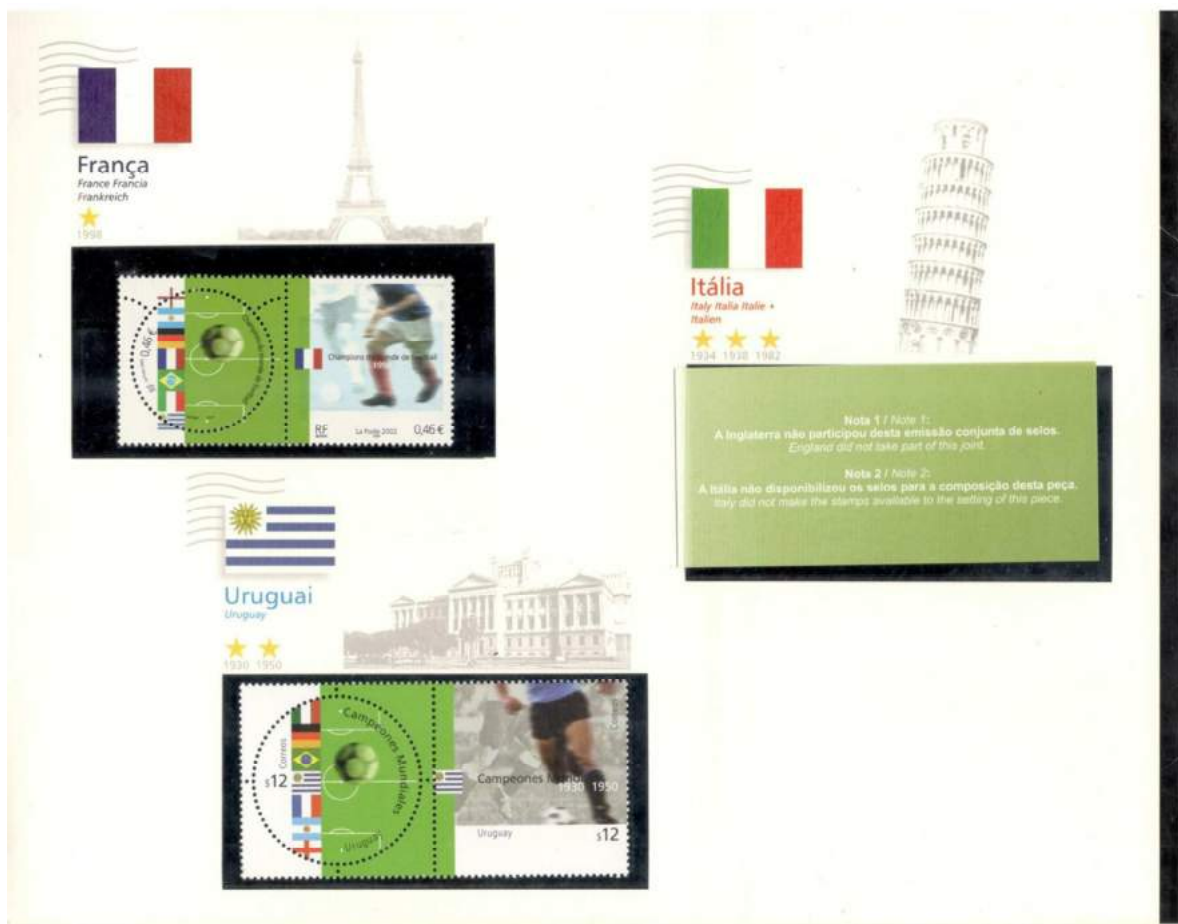 França
France Francia
Frankreich
1998
0,46 €
Champions du Monde de Football
1998
RF
La Poste 2002
0,46 €
Itália
Italy Italia Italie •
Italien
1934 1938 1982
Nota 1 / Note 1:
A Inglaterra não participou desta emissão conjunta de selos.
England did not take part of this joint.
Nota 2 / Note 2:
A Itália não disponibilizou os selos para a composição desta peça.
Italy did not make the stamps available to the setting of this piece.
Uruguai
Uruguay
1930 1950
Correos
$12
Campeones Mundiales
Uruguay
Correos
Campeones
1930 1950
Uruguay
$12